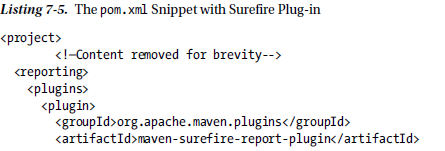 Listing 7-5. The pom.xml Snippet with Surefire Plug-in
<project>
<!—Content removed for brevity-->
<reporting>
<plugins>
<plugin>
<groupId>org.apache.maven.plugins</groupId>
<artifactId>maven-surefire-report-plugin</artifactId>